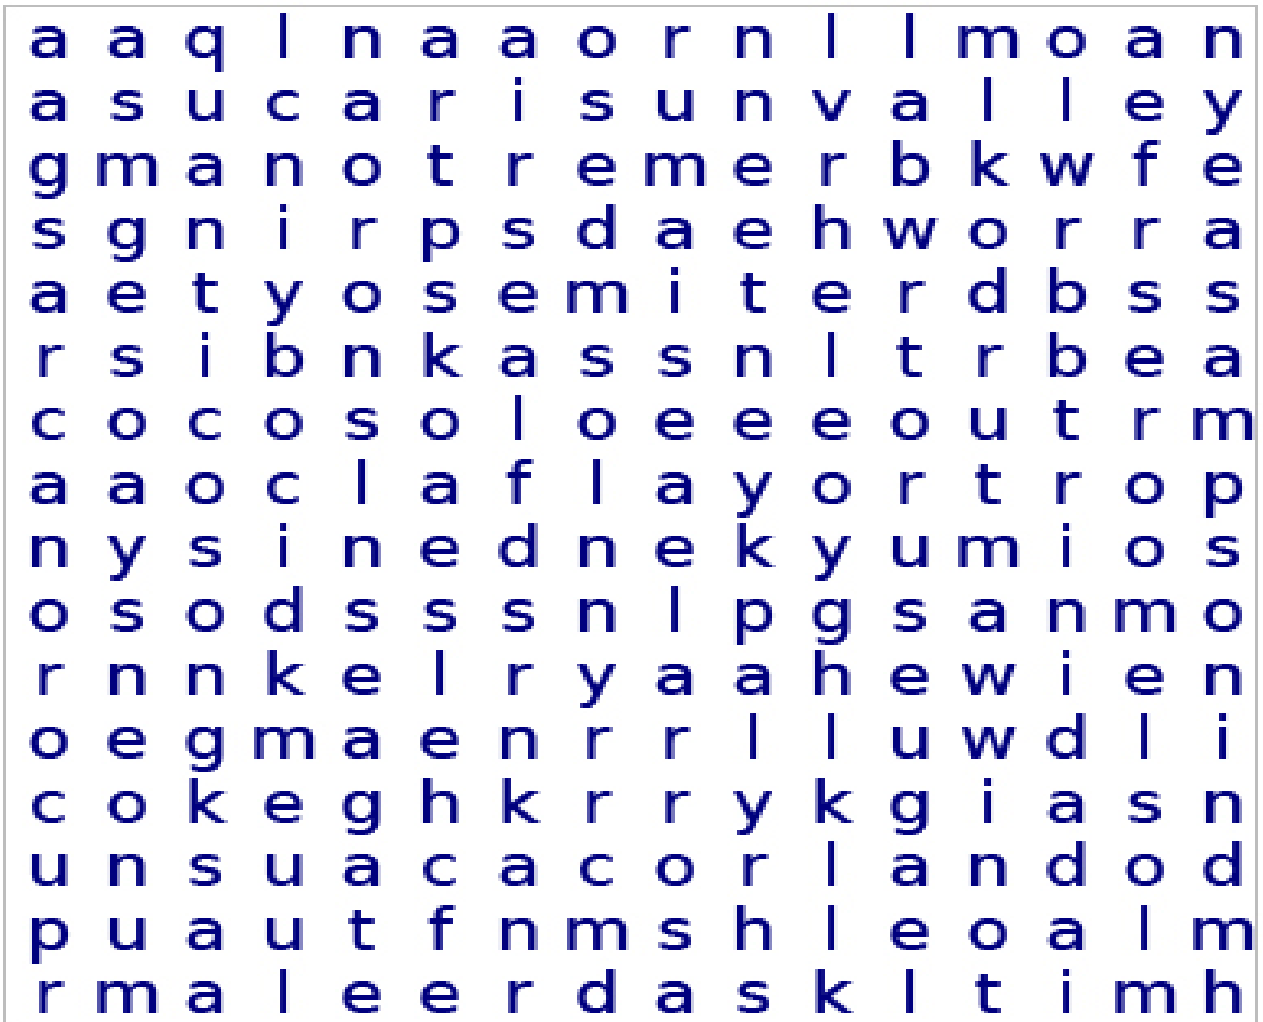 a a q l n a a o r n l l m o a n
a s u c a r i s u n v a l l e y
g m a n o t r e m e r b k w f e
s g n i r p s d a e h w o r r a
a e t y o s e m i t e r d b s s
r s i b n k a s s n l t r b e a
c o c o s o l o e e e o u t r m
a a o c l a f l a y o r t r o p
n y s i n e d n e k y u m i o s
o s o d s s s n l p g s a n m o
r n n k e l r y a a h e w i e n
o e g m a e n r r l l u w d l i
c o k e g h k r r y k g i a s n
u n s u a c a c o r l a n d o d
p u a u t f n m s h l e o a l m
r m a l e e r d a s k l t i m h